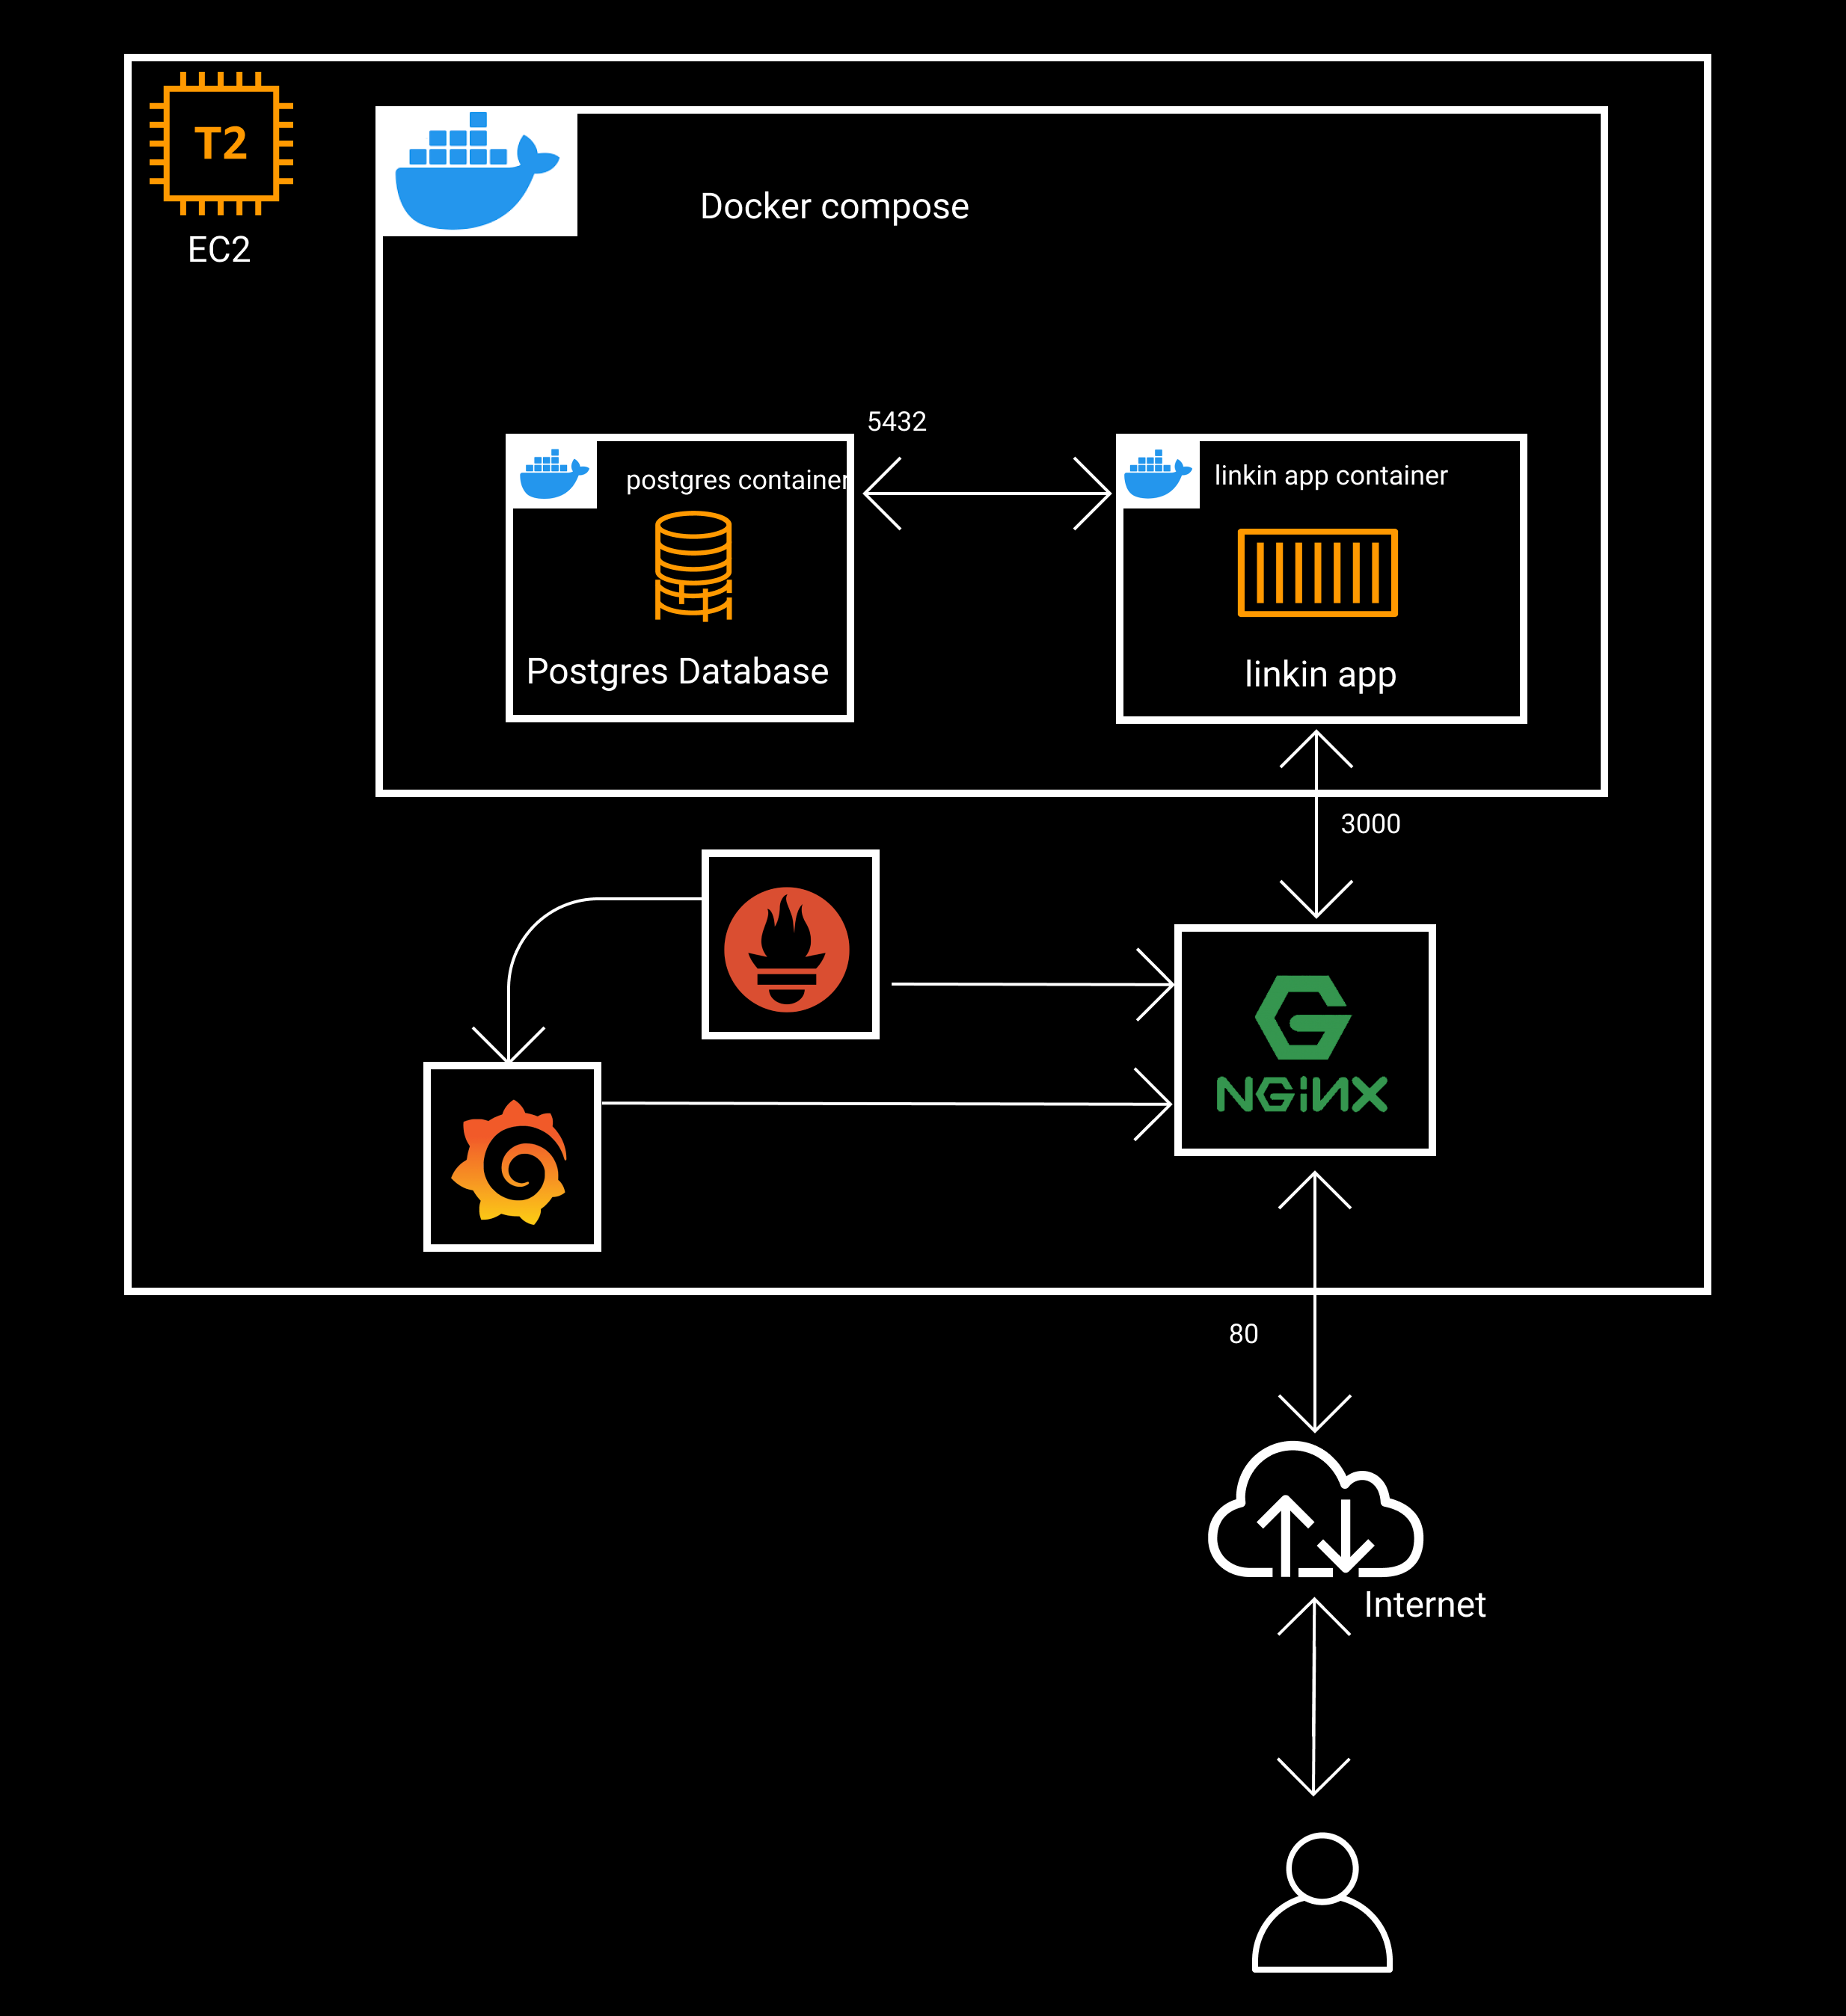 T2
EC2
Docker compose
5432
postgres container
linkin app container
Postgres Database
linkin app
3000
NGiNX
80
Internet